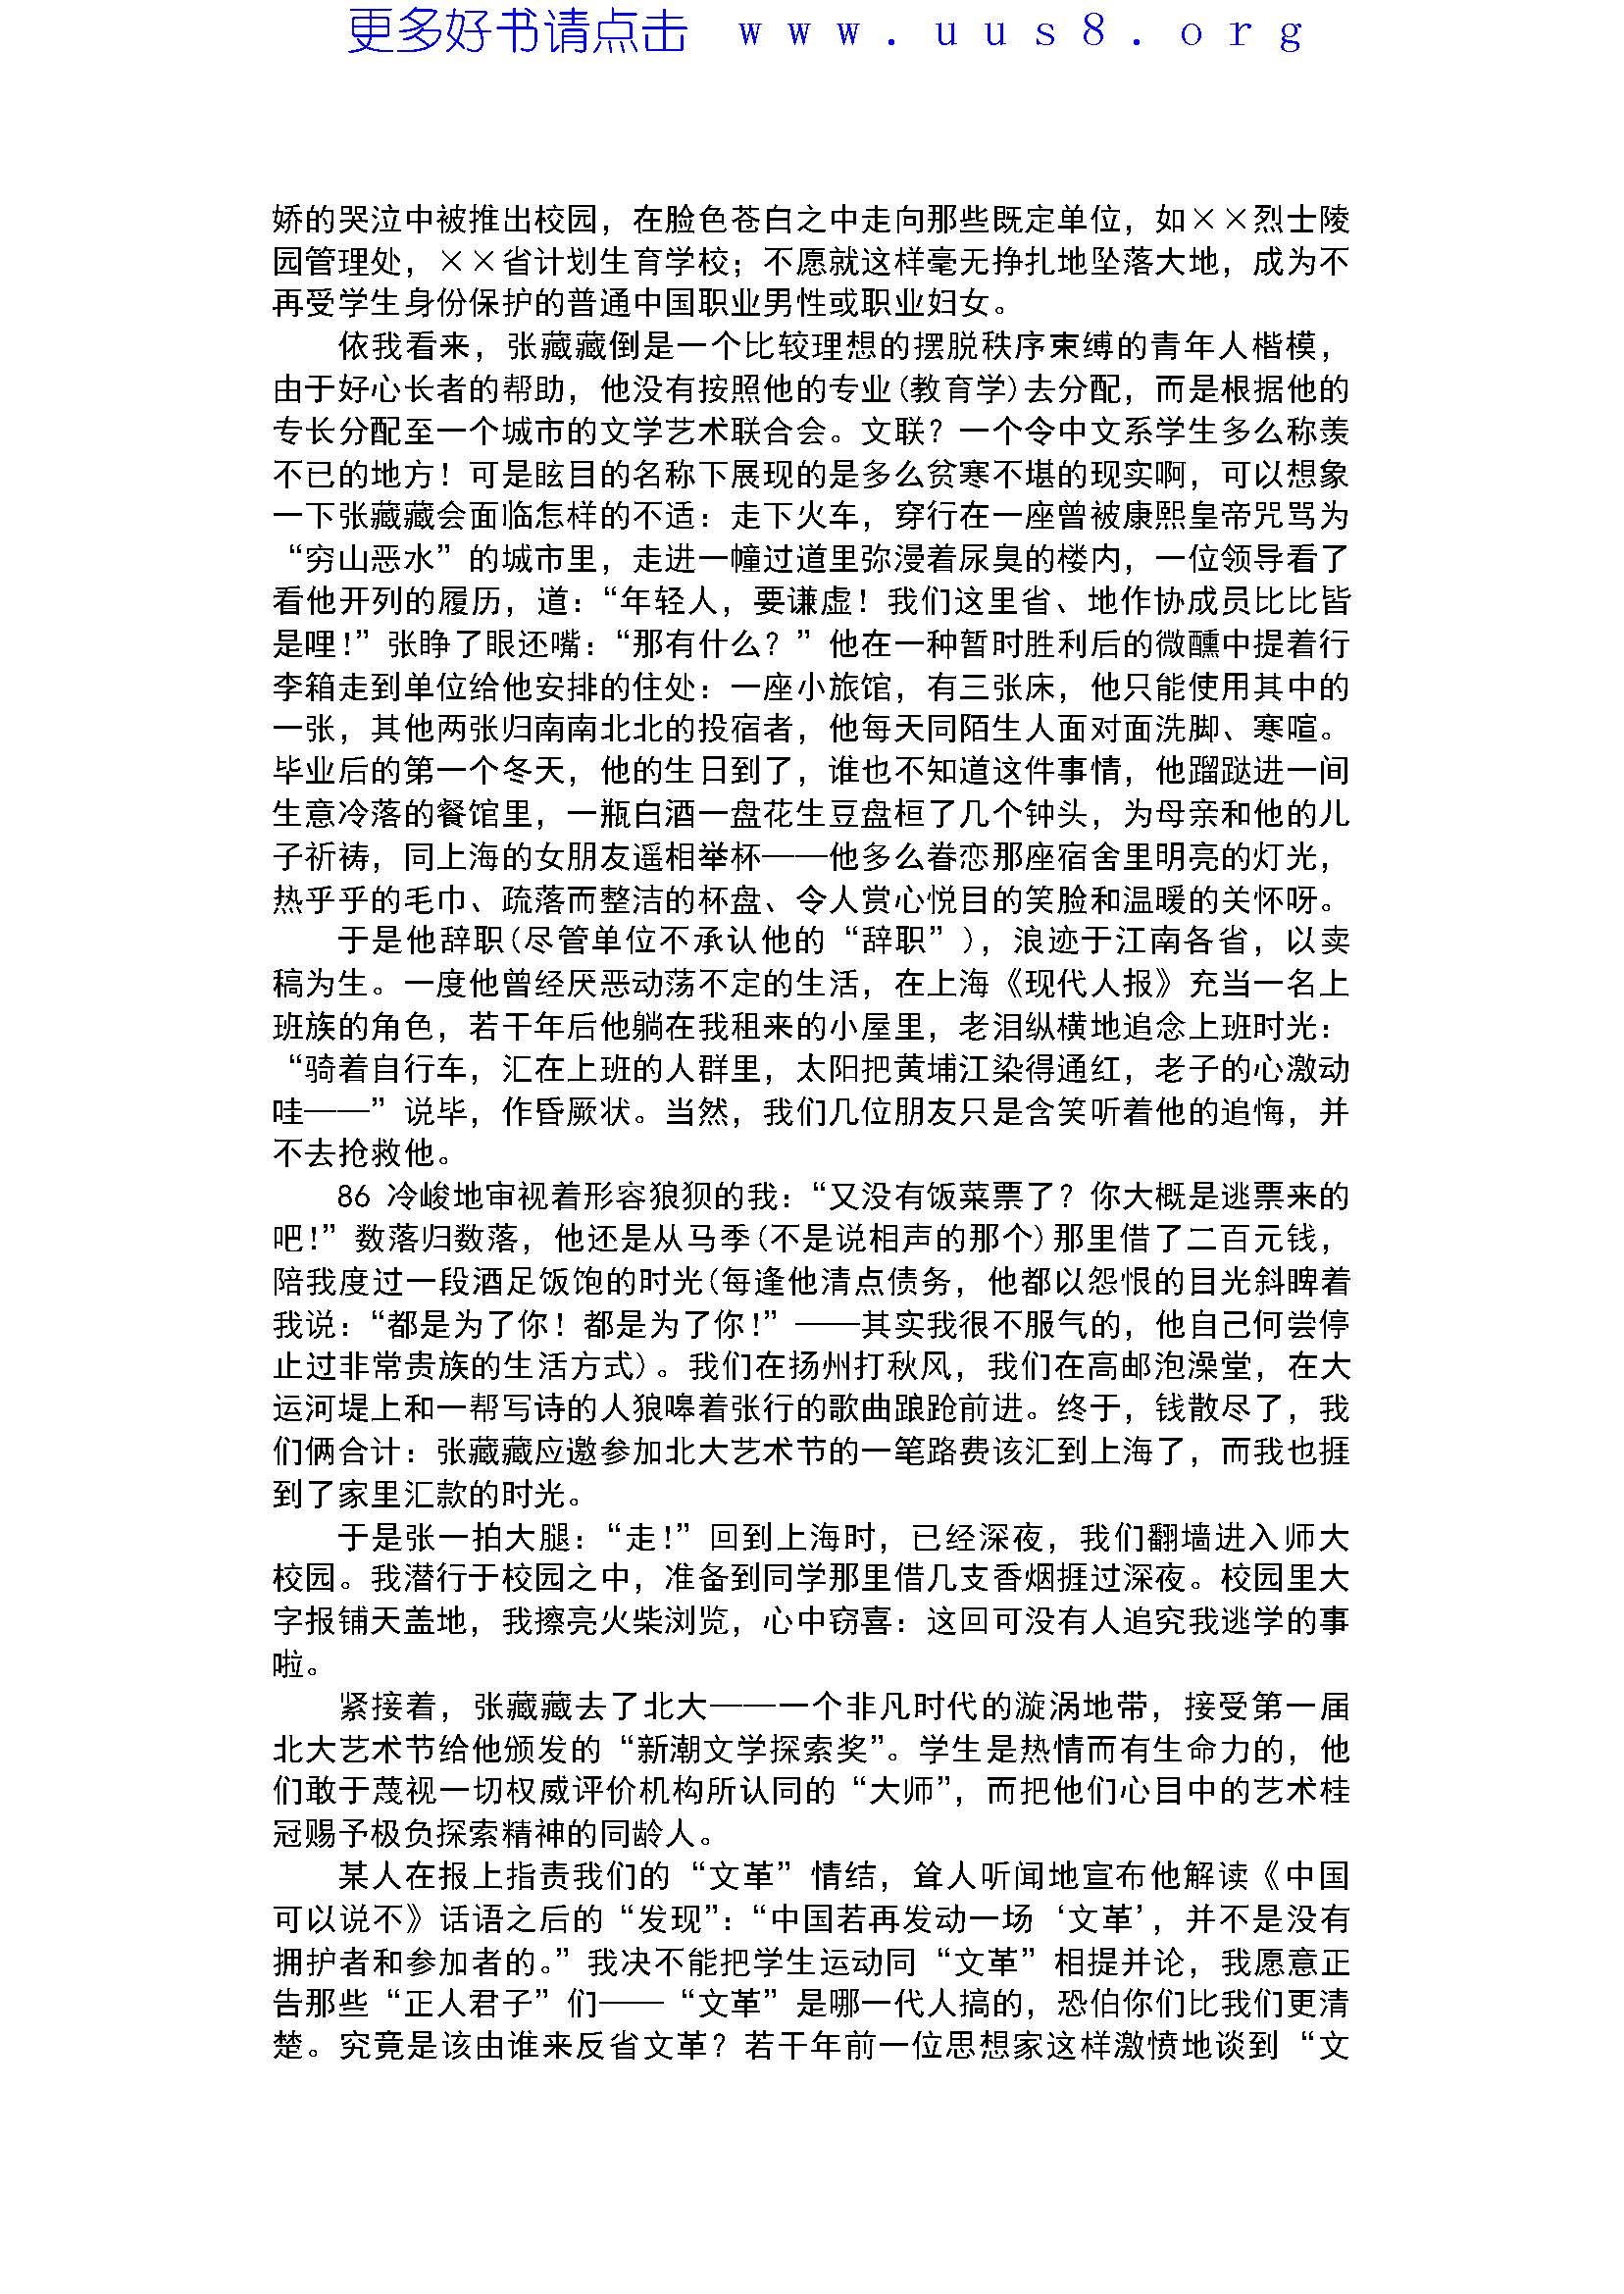 更多好书请点击 www.uus8.org
娇的哭泣中被推出校园，在脸色苍白之中走向那些既定单位，如××烈士陵
园管理处，××省计划生育学校；不愿就这样毫无挣扎地坠落大地，成为不
再受学生身份保护的普通中国职业男性或职业妇女。
依我看来，张藏藏倒是一个比较理想的摆脱秩序束缚的青年人楷模，
由于好心长者的帮助，他没有按照他的专业(教育学)去分配，而是根据他的
专长分配至一个城市的文学艺术联合会。文联？一个令中文系学生多么称羡
不已的地方！可是眩目的名称下展现的是多么贫寒不堪的现实啊，可以想象
一下张藏藏会面临怎样的不适：走下火车，穿行在一座曾被康熙皇帝咒骂为
“穷山恶水”的城市里，走进一幢过道里弥漫着尿臭的楼内，一位领导看了
看他开列的履历，道：“年轻人，要谦虚！我们这里省、地作协成员比比皆
是哩！”张睁了眼还嘴：“那有什么？”他在一种暂时胜利后的微醺中提着行
李箱走到单位给他安排的住处：一座小旅馆，有三张床，他只能使用其中的
一张，其他两张归南南北北的投宿者，他每天同陌生人面对面洗脚、寒喧。
毕业后的第一个冬天，他的生日到了，谁也不知道这件事情，他蹓跶进一间
生意冷落的餐馆里，一瓶白酒一盘花生豆盘桓了几个钟头，为母亲和他的儿
子祈祷，同上海的女朋友遥相举杯——他多么眷恋那座宿舍里明亮的灯光，
热乎乎的毛巾、疏落而整洁的杯盘、令人赏心悦目的笑脸和温暖的关怀呀。
于是他辞职(尽管单位不承认他的“辞职”)，浪迹于江南各省，以卖
稿为生。一度他曾经厌恶动荡不定的生活，在上海《现代人报》充当一名上
班族的角色，若干年后他躺在我租来的小屋里，老泪纵横地追念上班时光：
“骑着自行车，汇在上班的人群里，太阳把黄埔江染得通红，老子的心激动
哇——”说毕，作昏厥状。当然，我们几位朋友只是含笑听着他的追悔，并
不去抢救他。
86 冷峻地审视着形容狼狈的我：“又没有饭菜票了？你大概是逃票来的
吧！”数落归数落，他还是从马季(不是说相声的那个)那里借了二百元钱，
陪我度过一段酒足饭饱的时光(每逢他清点债务，他都以怨恨的目光斜睥着
我说：“都是为了你！都是为了你！”——其实我很不服气的，他自己何尝停
止过非常贵族的生活方式)。我们在扬州打秋风，我们在高邮泡澡堂，在大
运河堤上和一帮写诗的人狼嗥着张行的歌曲踉跄前进。终于，钱散尽了，我
们俩合计：张藏藏应邀参加北大艺术节的一笔路费该汇到上海了，而我也捱
到了家里汇款的时光。
于是张一拍大腿：“走！”回到上海时，已经深夜，我们翻墙进入师大
校园。我潜行于校园之中，准备到同学那里借几支香烟捱过深夜。校园里大
字报铺天盖地，我擦亮火柴浏览，心中窃喜：这回可没有人追究我逃学的事
啦。
紧接着，张藏藏去了北大——一个非凡时代的漩涡地带，接受第一届
北大艺术节给他颁发的“新潮文学探索奖”。学生是热情而有生命力的，他
们敢于蔑视一切权威评价机构所认同的“大师”，而把他们心目中的艺术桂
冠赐予极负探索精神的同龄人。
某人在报上指责我们的“文革”情结，耸人听闻地宣布他解读《中国
可以说不》话语之后的“发现”：“中国若再发动一场‘文革’，并不是没有
拥护者和参加者的。”我决不能把学生运动同“文革”相提并论，我愿意正
告那些“正人君子”们——“文革”是哪一代人搞的，恐伯你们比我们更清
楚。究竟是该由谁来反省文革？若干年前一位思想家这样激愤地谈到“文